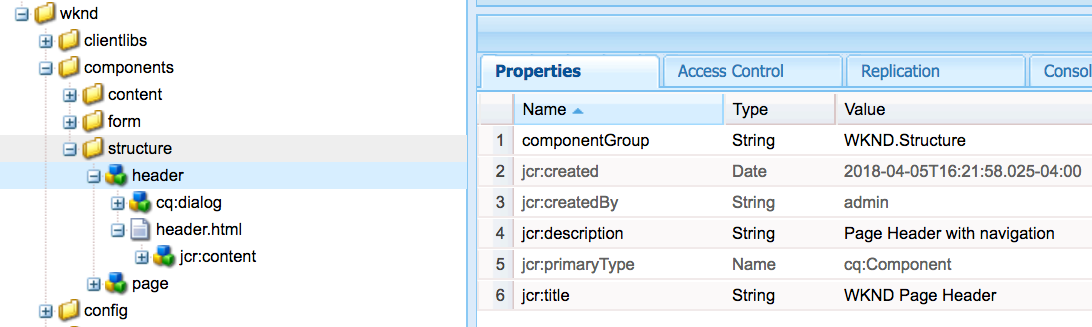 wknd
clientlibs
components
content
form
structure
header
cq:dialog
header.html
jcr:content
page
config
Properties Access Control Replication Consol
Name Type Value
1 componentGroup String WKND.Structure
2 jcr:created Date 2018-04-05T16:21:58.025-04:00
3 jcr:createdBy String admin
4 jcr:description String Page Header with navigation
5 jcr:primaryType Name cq:Component
6 jcr:title String WKND Page Header